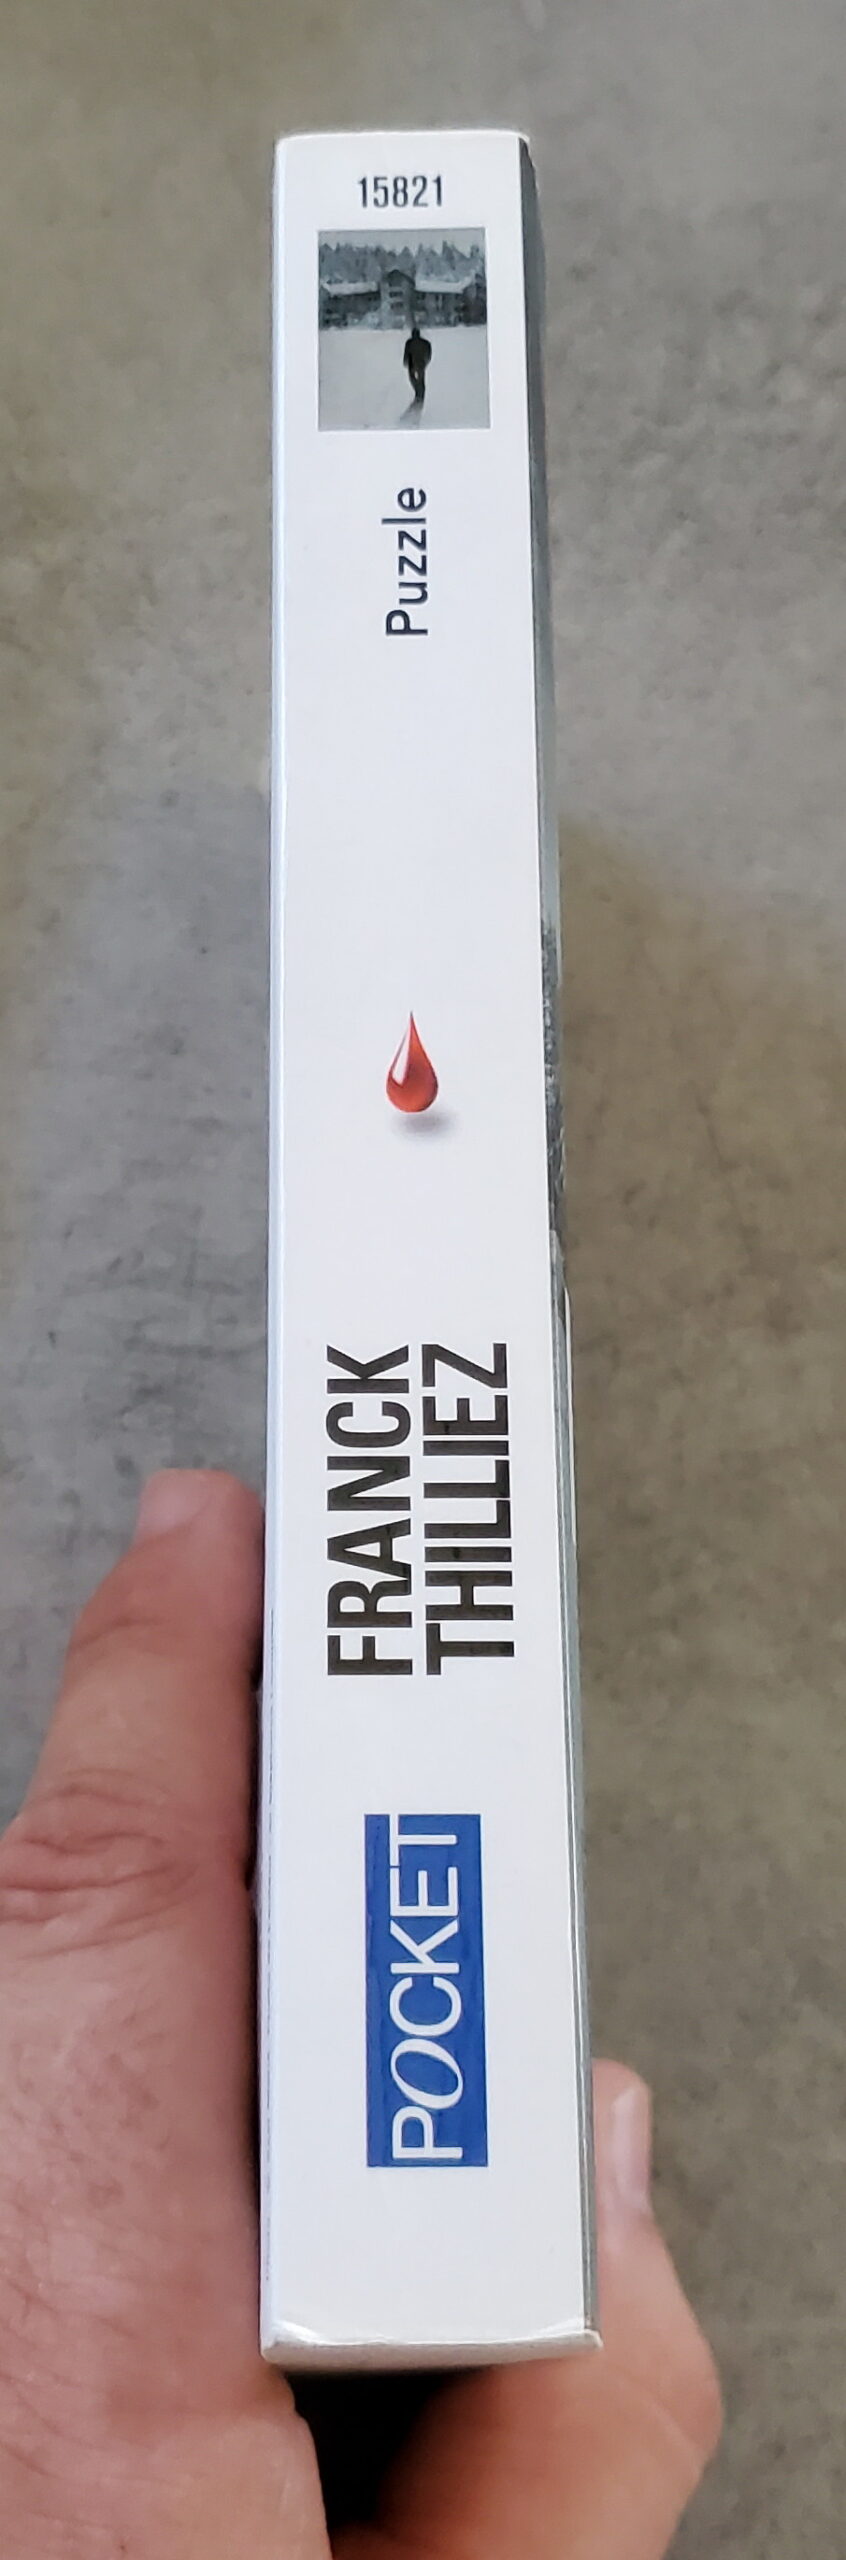 15821
Puzzle
FRANCK
THILLIEZ
POCKET